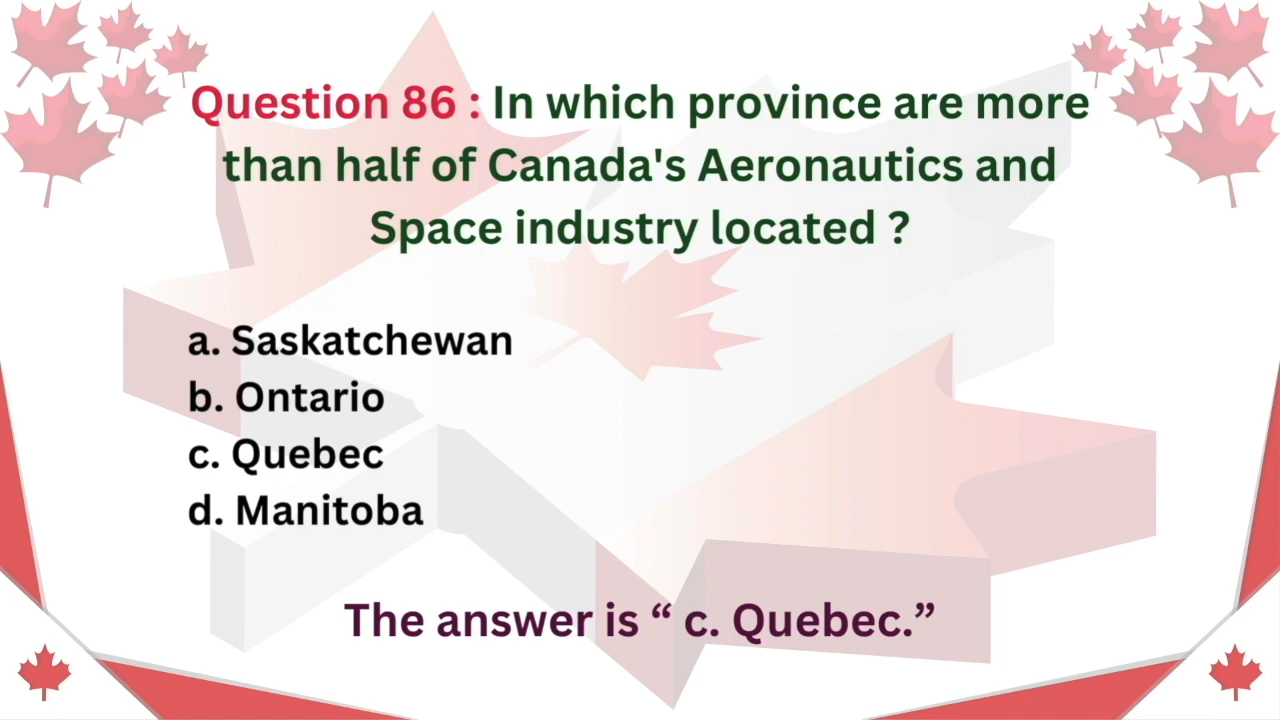 Question 86 : In which province are more
than half of Canada's Aeronautics and
Space industry located ?
a. Saskatchewan
b. Ontario
c. Quebec
d. Manitoba
The answer is “ c. Quebec.”